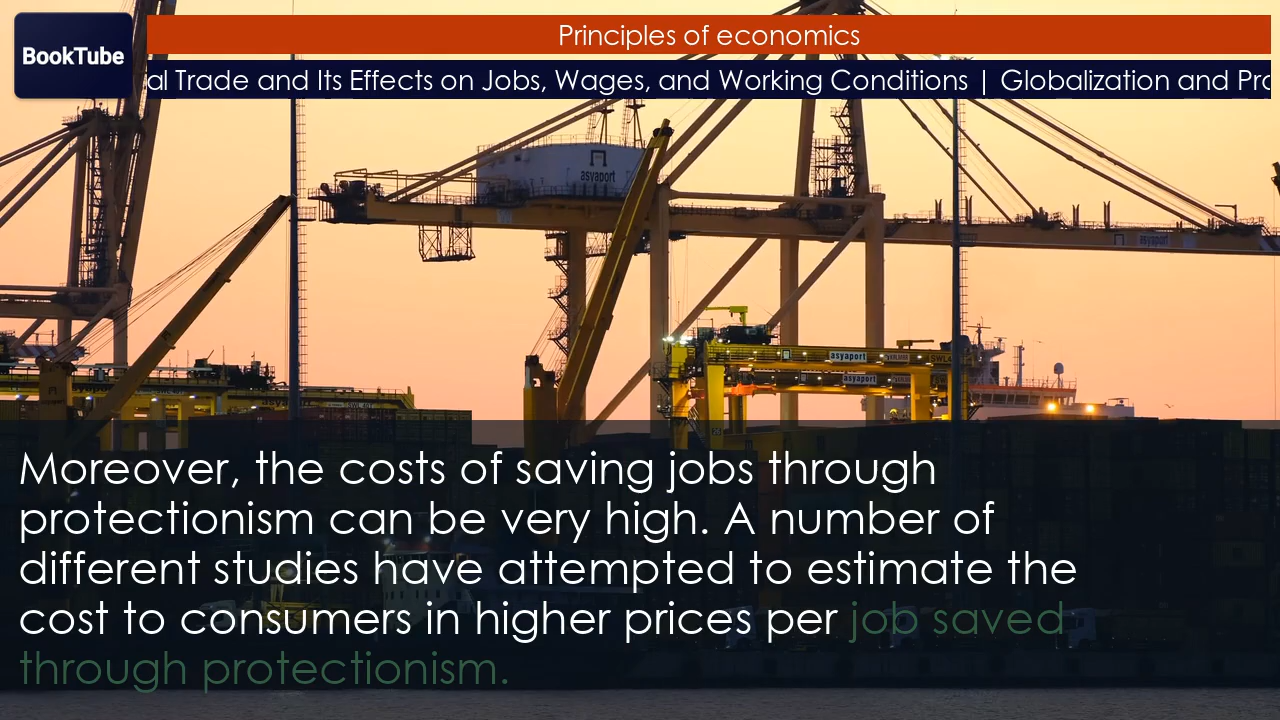 BookTube
Principles of economics
al Trade and Its Effects on Jobs, Wages, and Working Conditions | Globalization and Pro
asyaport
asyaport
asyaport
asyaport
Moreover, the costs of saving jobs through
protectionism can be very high. A number of
different studies have attempted to estimate the
cost to consumers in higher prices per job saved
through protectionism.